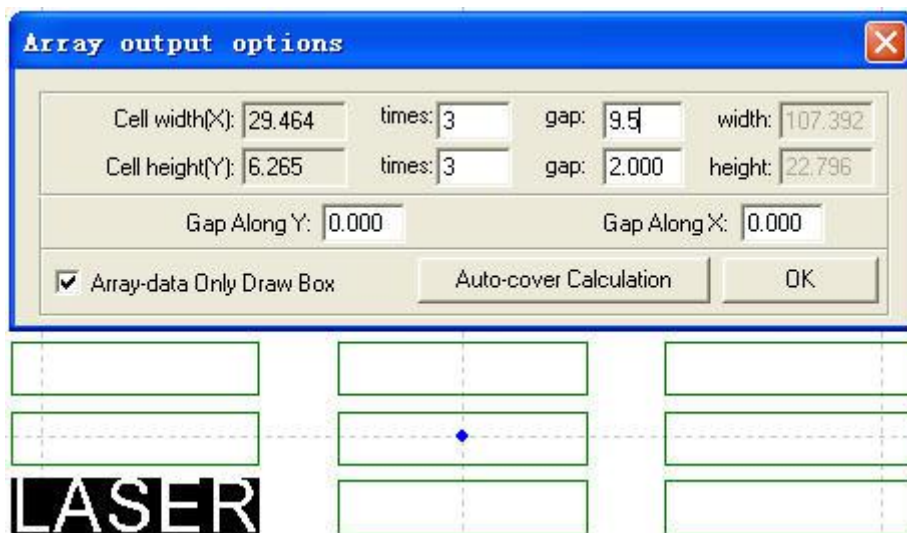 Array output options
Cell width(X): 29.464 times: 3 gap: 9.5 width: 107.392
Cell height(Y): 6.265 times: 3 gap: 2.000 height: 22.796
Gap Along Y: 0.000 Gap Along X: 0.000
Array-data Only Draw Box Auto-cover Calculation OK
LASER